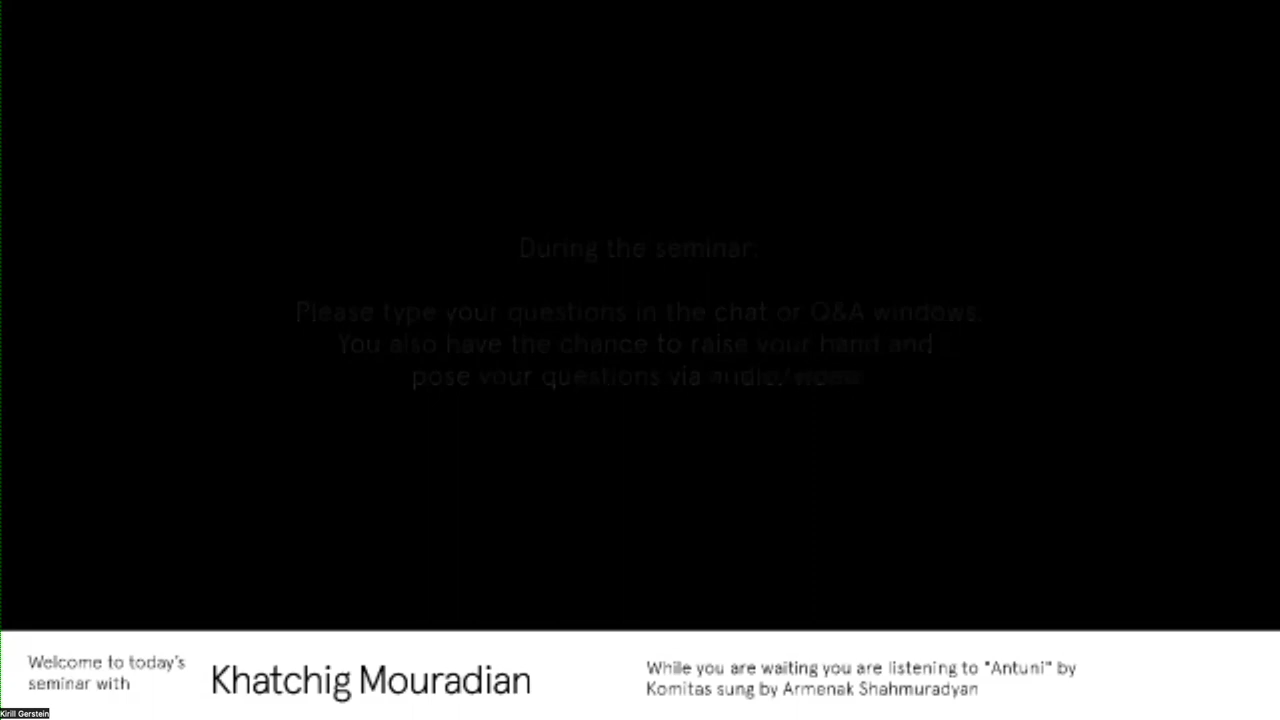 During the seminar:
Please type your questions in the chat or Q&A windows.
You also have the chance to raise your hand and
pose your questions via audio/
Welcome to today's
seminar with
Khatchig Mouradian
While you are waiting you are listening to "Antuni" by
Komitas sung by Armenak Shahmuradyan
Kirill Gerstein